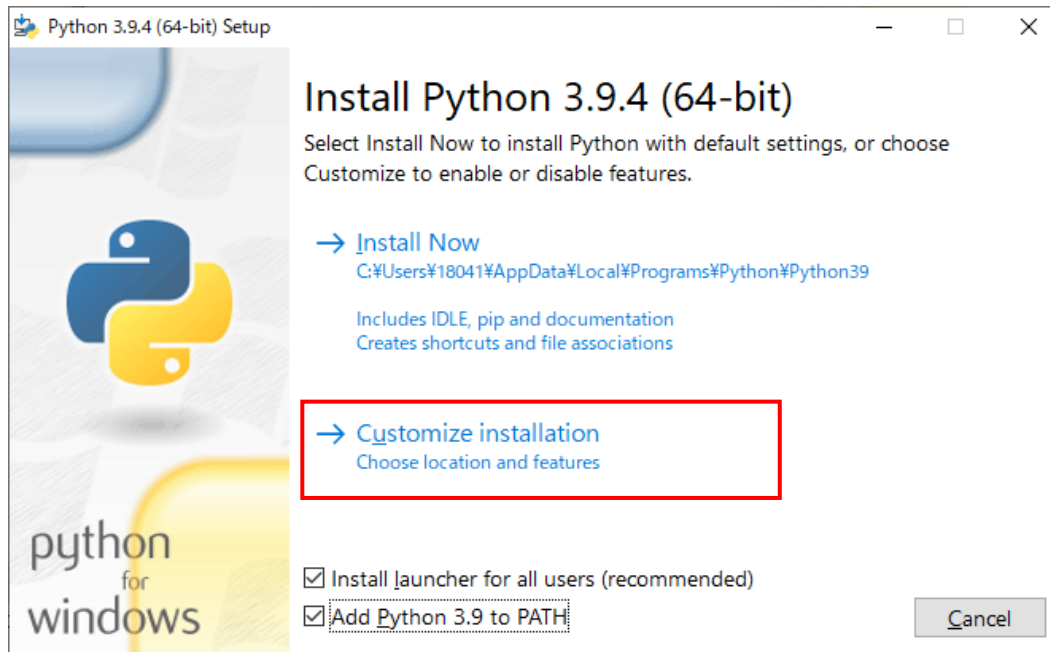 Python 3.9.4 (64-bit) Setup
Install Python 3.9.4 (64-bit)
Select Install Now to install Python with default settings, or choose
Customize to enable or disable features.
Install Now
C:¥Users¥18041¥AppData¥Local¥Programs¥Python¥Python39
Includes IDLE, pip and documentation
Creates shortcuts and file associations
Customize installation
Choose location and features
python
for
windows
Install launcher for all users (recommended)
Add Python 3.9 to PATH
Cancel